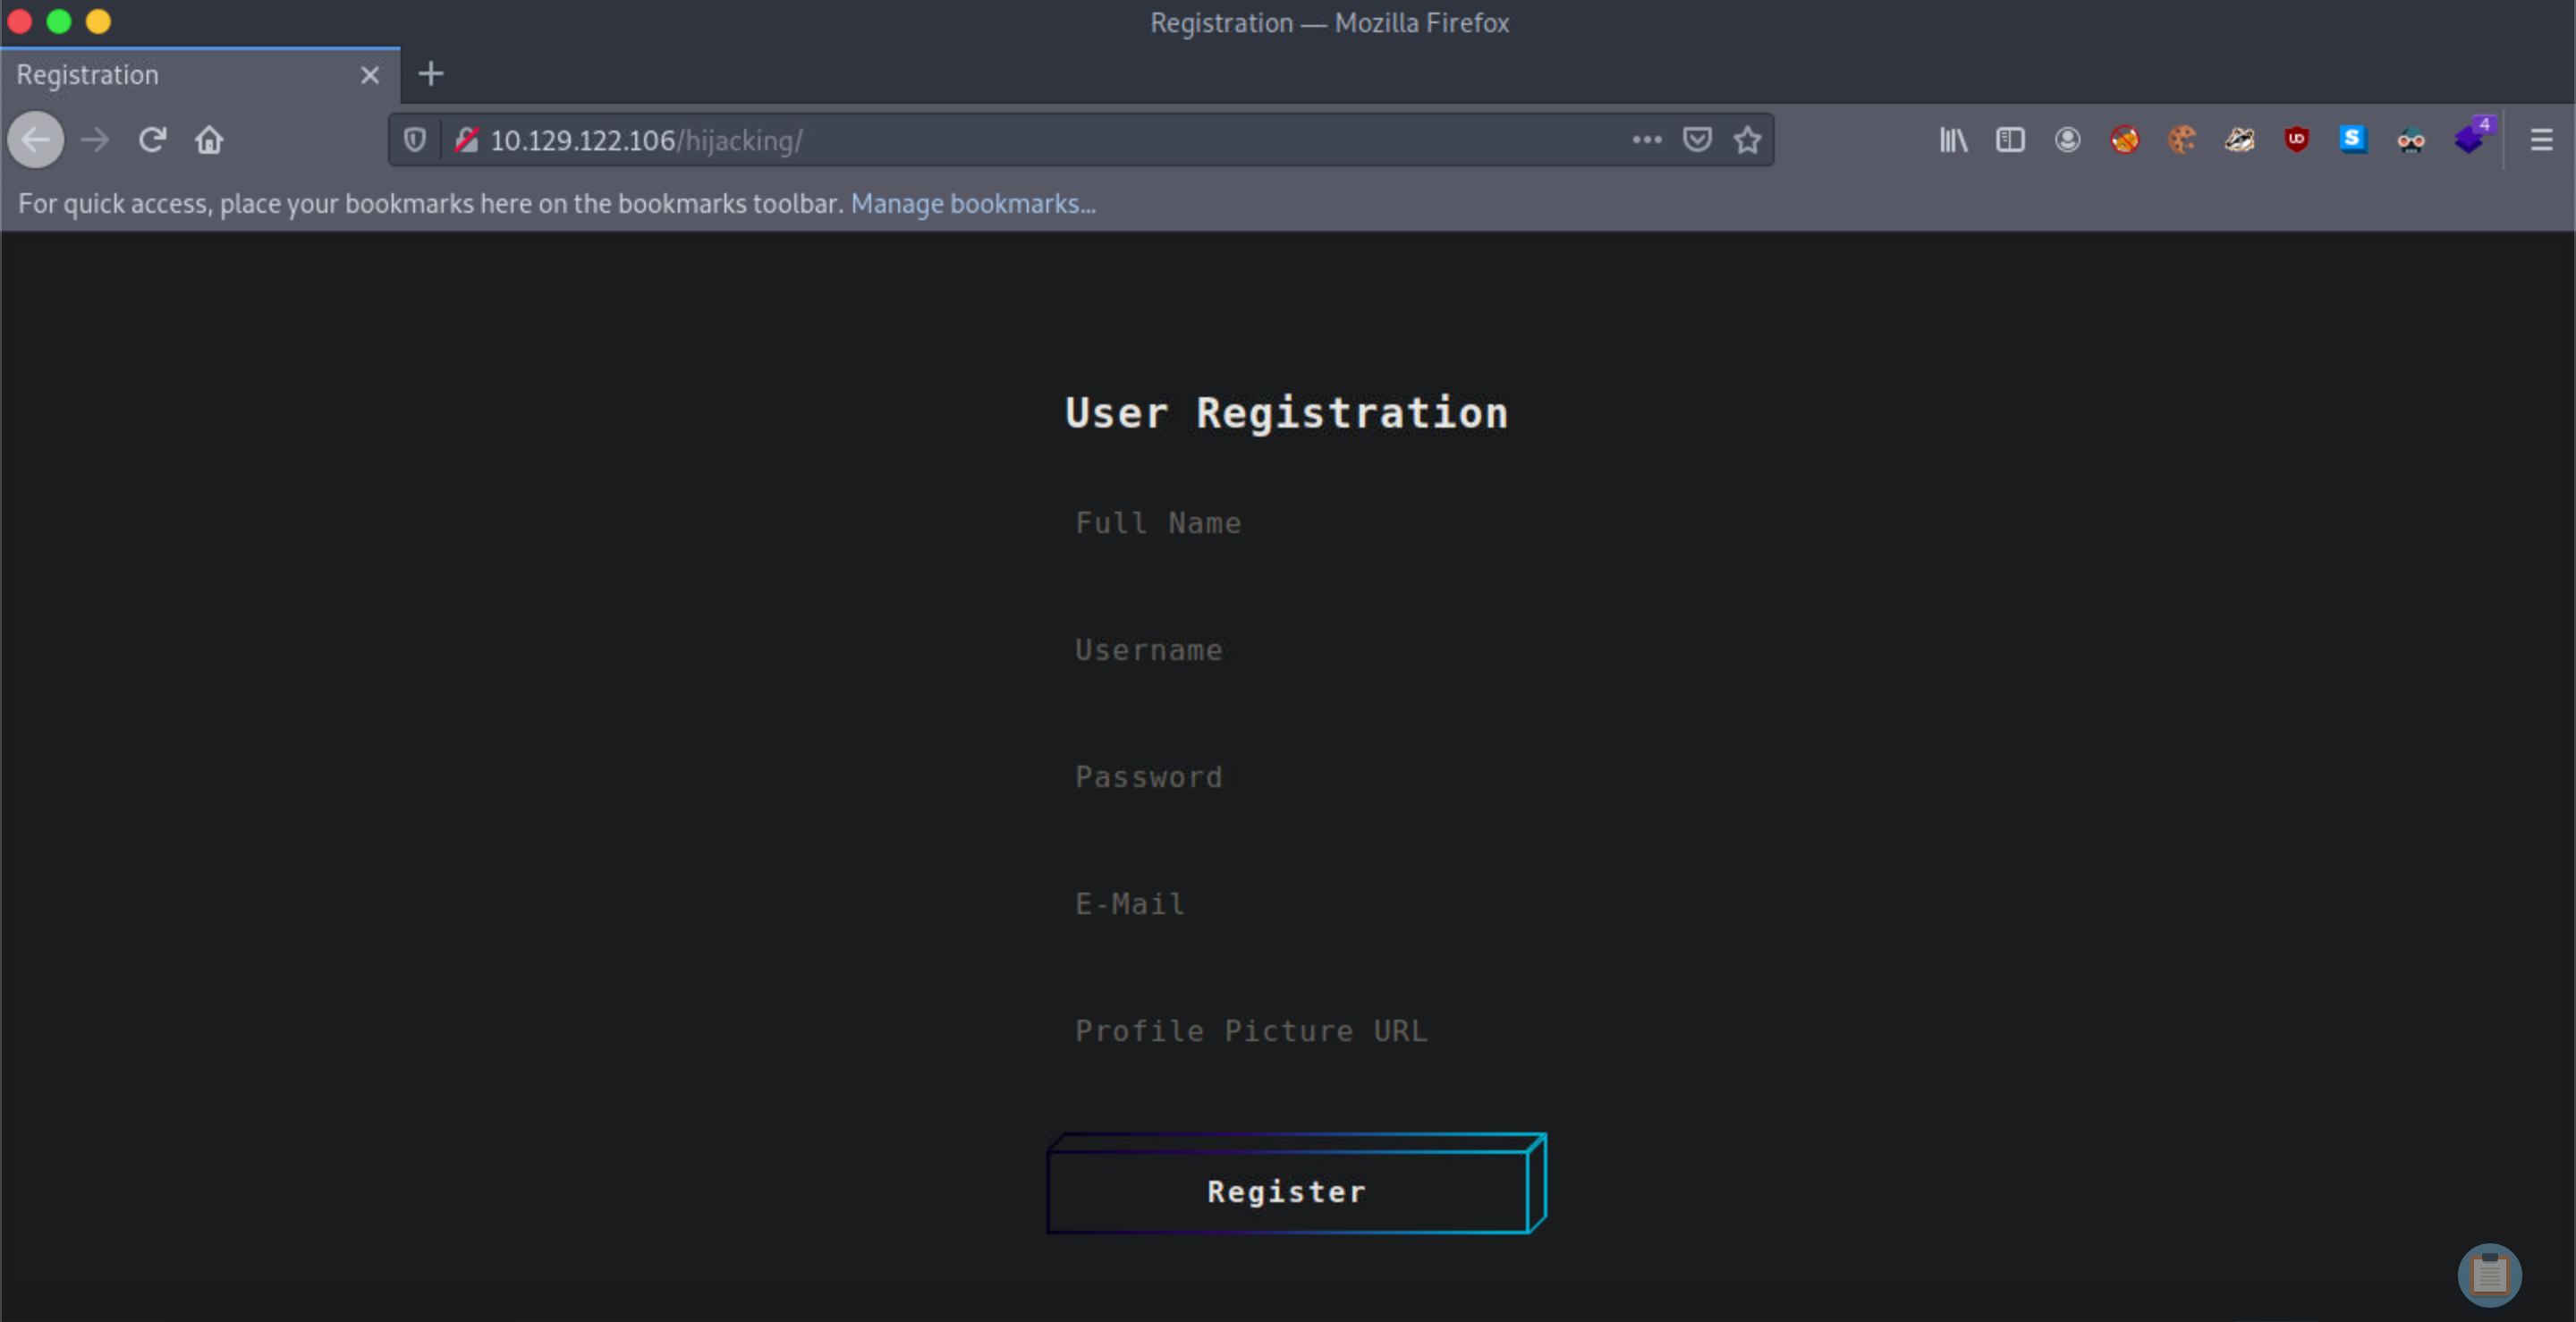 Registration — Mozilla Firefox
Registration
10.129.122.106/hijacking/
4
For quick access, place your bookmarks here on the bookmarks toolbar. Manage bookmarks...
User Registration
Full Name
Username
Password
E-Mail
Profile Picture URL
Register